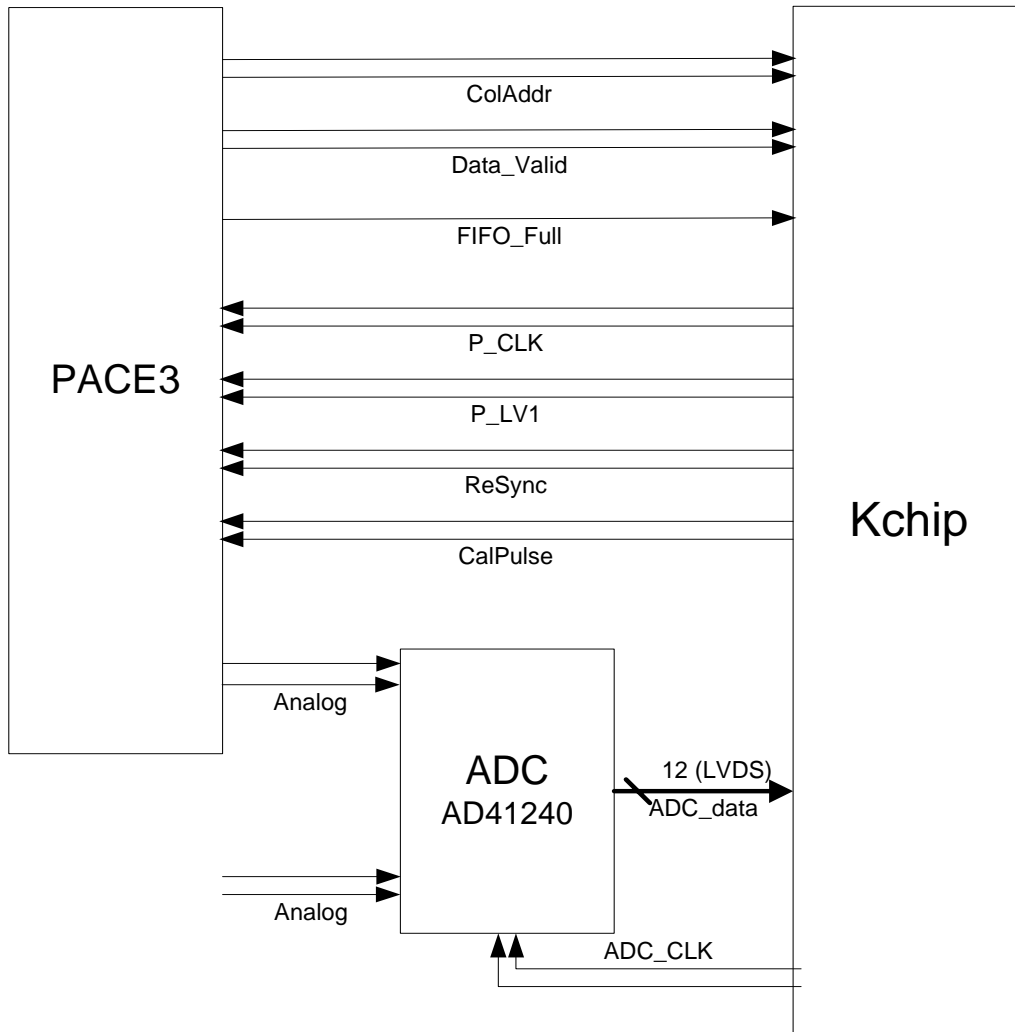 ColAddr
Data_Valid
FIFO_Full
P_CLK
PACE3
P_LV1
ReSync
Kchip
CalPulse
Analog
ADC
AD41240
12 (LVDS)
ADC_data
Analog
ADC_CLK